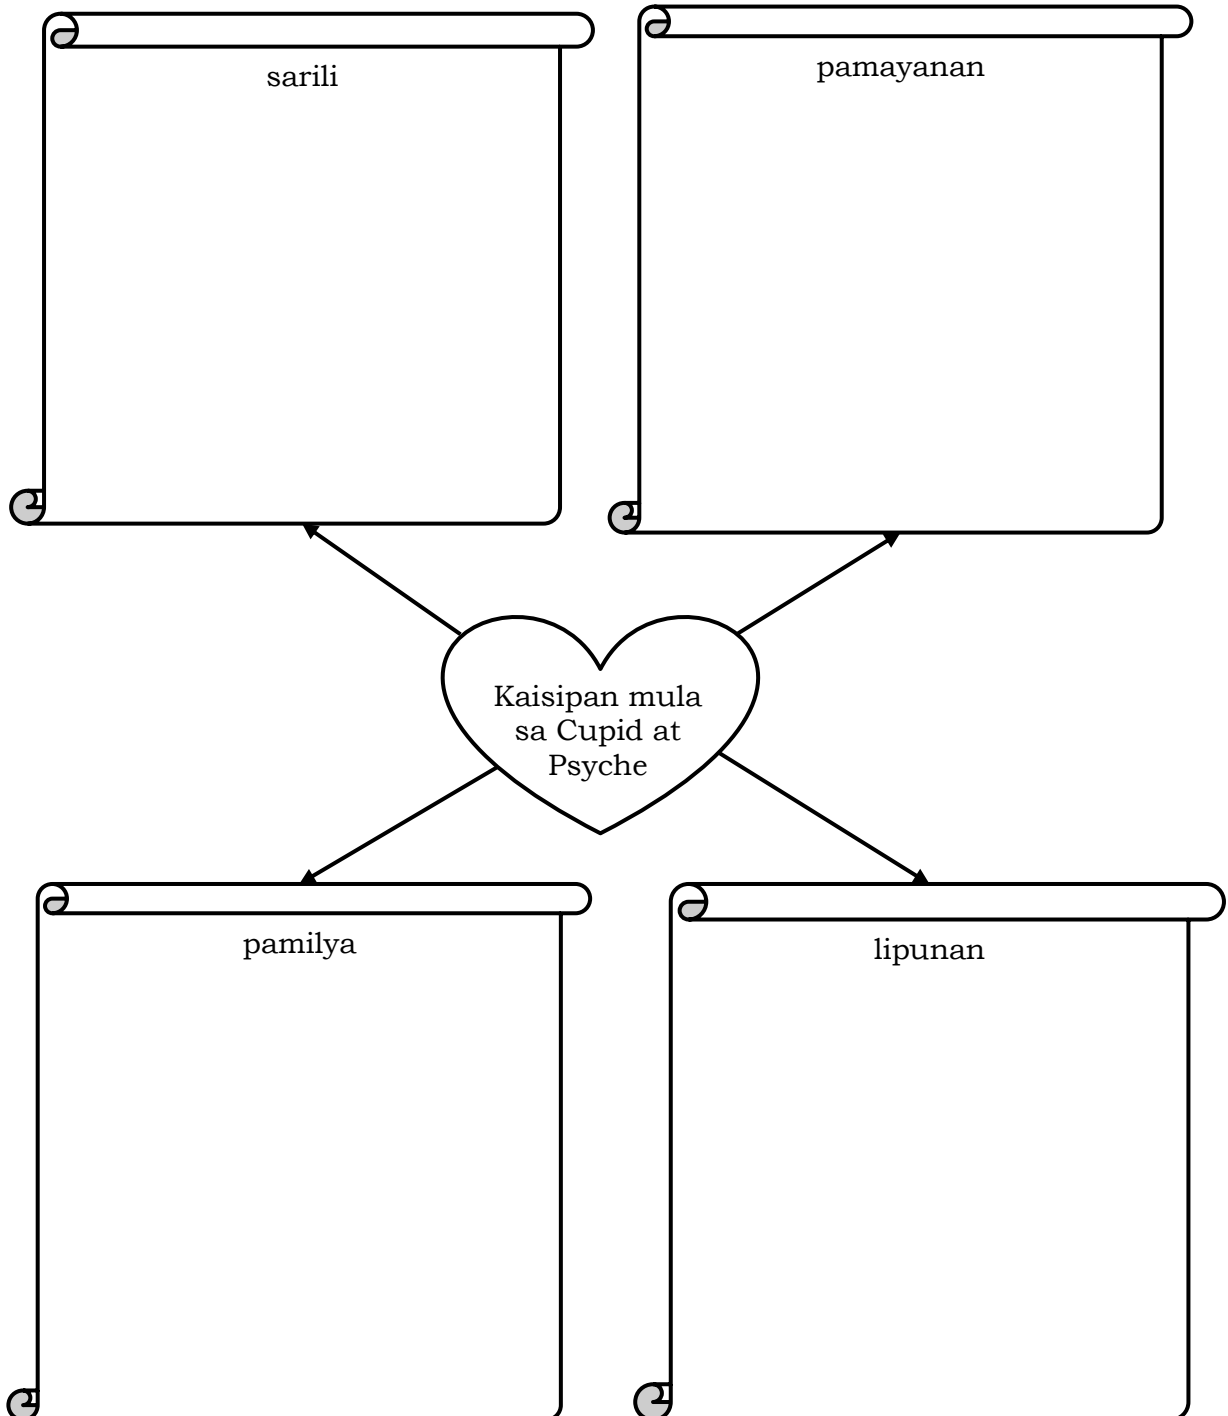 sarili
pamayanan
Kaisipan mula
sa Cupid at
Psyche
pamilya
lipunan